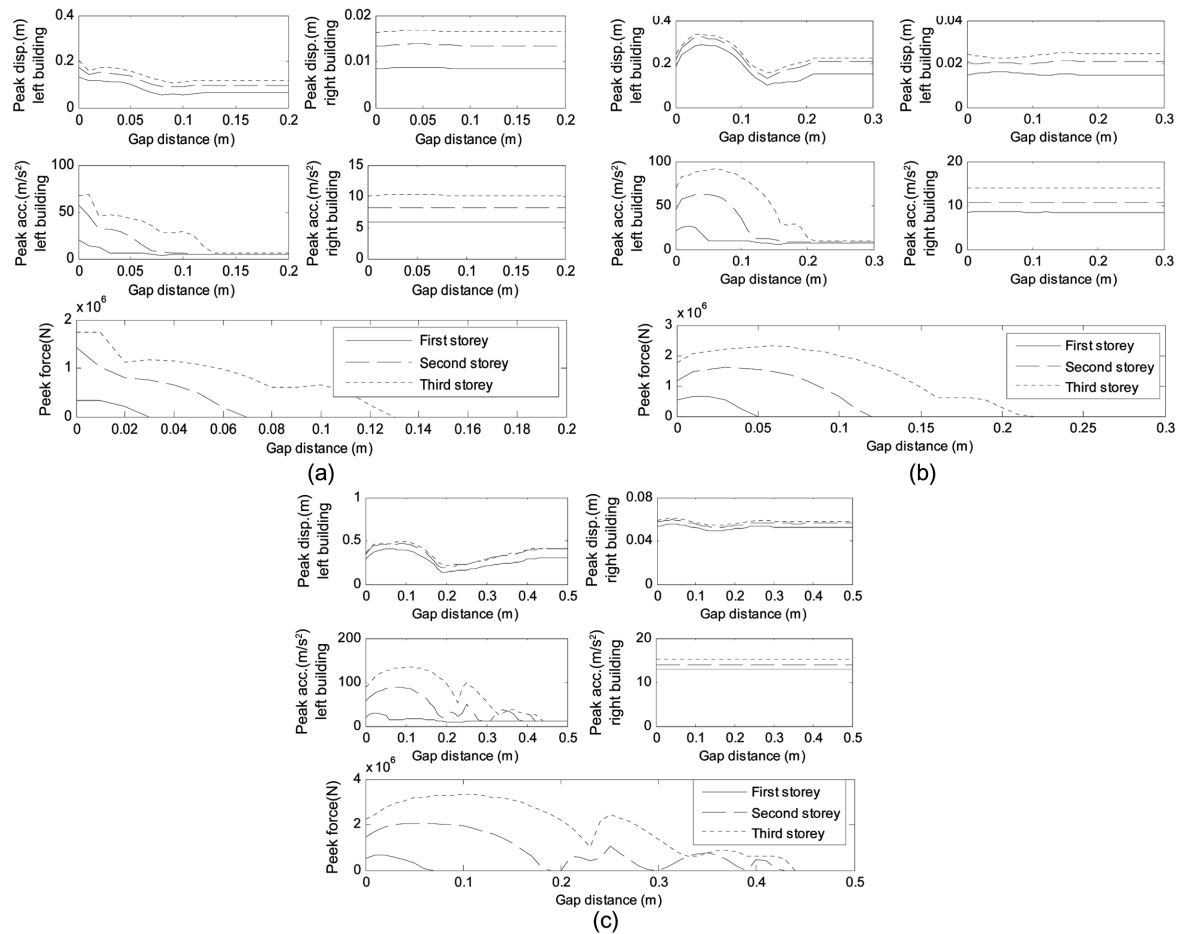 Peak disp.(m)
left building
0.4
0.2
0
0 0.05 0.1 0.15 0.2
Gap distance (m)
Peak disp.(m)
right building
0.02
0.01
0
0 0.05 0.1 0.15 0.2
Gap distance (m)
Peak acc.(m/s²)
left building
100
50
0
0 0.05 0.1 0.15 0.2
Gap distance (m)
Peak acc.(m/s²)
right building
15
10
5
0
0 0.05 0.1 0.15 0.2
Gap distance (m)
x 10⁶
Peek force(N)
2
1
0
0 0.02 0.04 0.06 0.08 0.1 0.12 0.14 0.16 0.18 0.2
Gap distance (m)
First storey
Second storey
Third storey
(a)
Peak disp.(m)
left building
0.4
0.2
0
0 0.1 0.2 0.3
Gap distance (m)
Peak disp.(m)
left building
0.04
0.02
0
0 0.1 0.2 0.3
Gap distance (m)
Peak acc.(m/s²)
left building
100
50
0
0 0.1 0.2 0.3
Gap distance (m)
Peak acc.(m/s²)
right building
20
10
0
0 0.1 0.2 0.3
Gap distance (m)
x 10⁶
Peek force(N)
3
2
1
0
0 0.05 0.1 0.15 0.2 0.25 0.3
Gap distance (m)
First storey
Second storey
Third storey
(b)
Peak disp.(m)
left building
1
0.5
0
0 0.1 0.2 0.3 0.4 0.5
Gap distance (m)
Peak disp.(m)
right building
0.08
0.04
0
0 0.1 0.2 0.3 0.4 0.5
Gap distance (m)
Peak acc.(m/s²)
left building
200
100
0
0 0.1 0.2 0.3 0.4 0.5
Gap distance (m)
Peak acc.(m/s²)
right building
20
10
0
0 0.1 0.2 0.3 0.4 0.5
Gap distance (m)
x 10⁶
Peek force(N)
4
2
0
0 0.1 0.2 0.3 0.4 0.5
Gap distance (m)
First storey
Second storey
Third storey
(c)